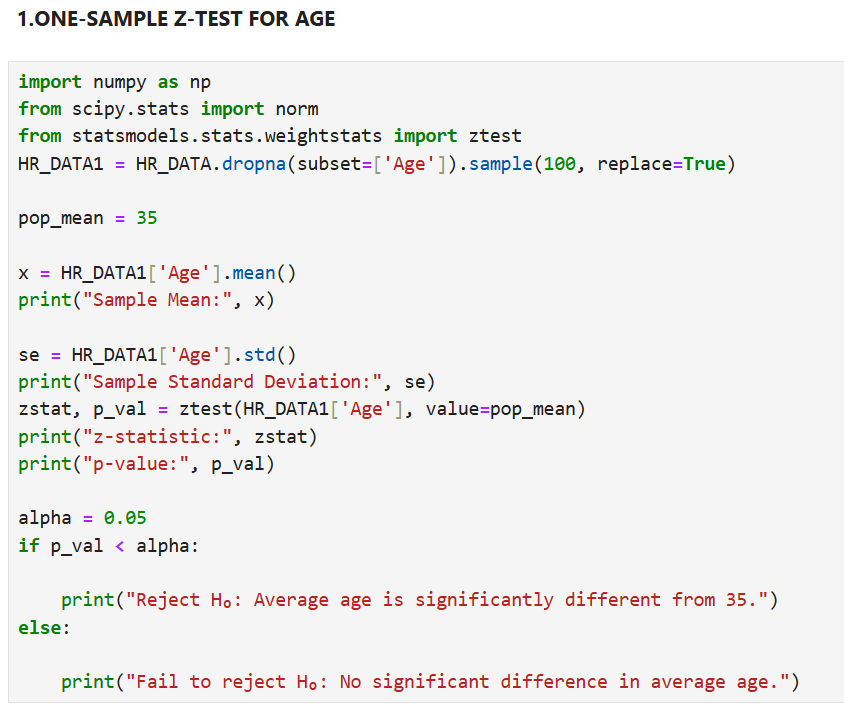 1.ONE-SAMPLE Z-TEST FOR AGE
import numpy as np
from scipy.stats import norm
from statsmodels.stats.weightstats import ztest
HR_DATA1 = HR_DATA.dropna(subset=['Age']).sample(100, replace=True)
pop_mean = 35
x = HR_DATA1['Age'].mean()
print("Sample Mean:", x)
se = HR_DATA1['Age'].std()
print("Sample Standard Deviation:", se)
zstat, p_val = ztest(HR_DATA1['Age'], value=pop_mean)
print("z-statistic:", zstat)
print("p-value:", p_val)
alpha = 0.05
if p_val < alpha:
    print("Reject H₀: Average age is significantly different from 35.")
else:
    print("Fail to reject H₀: No significant difference in average age.")